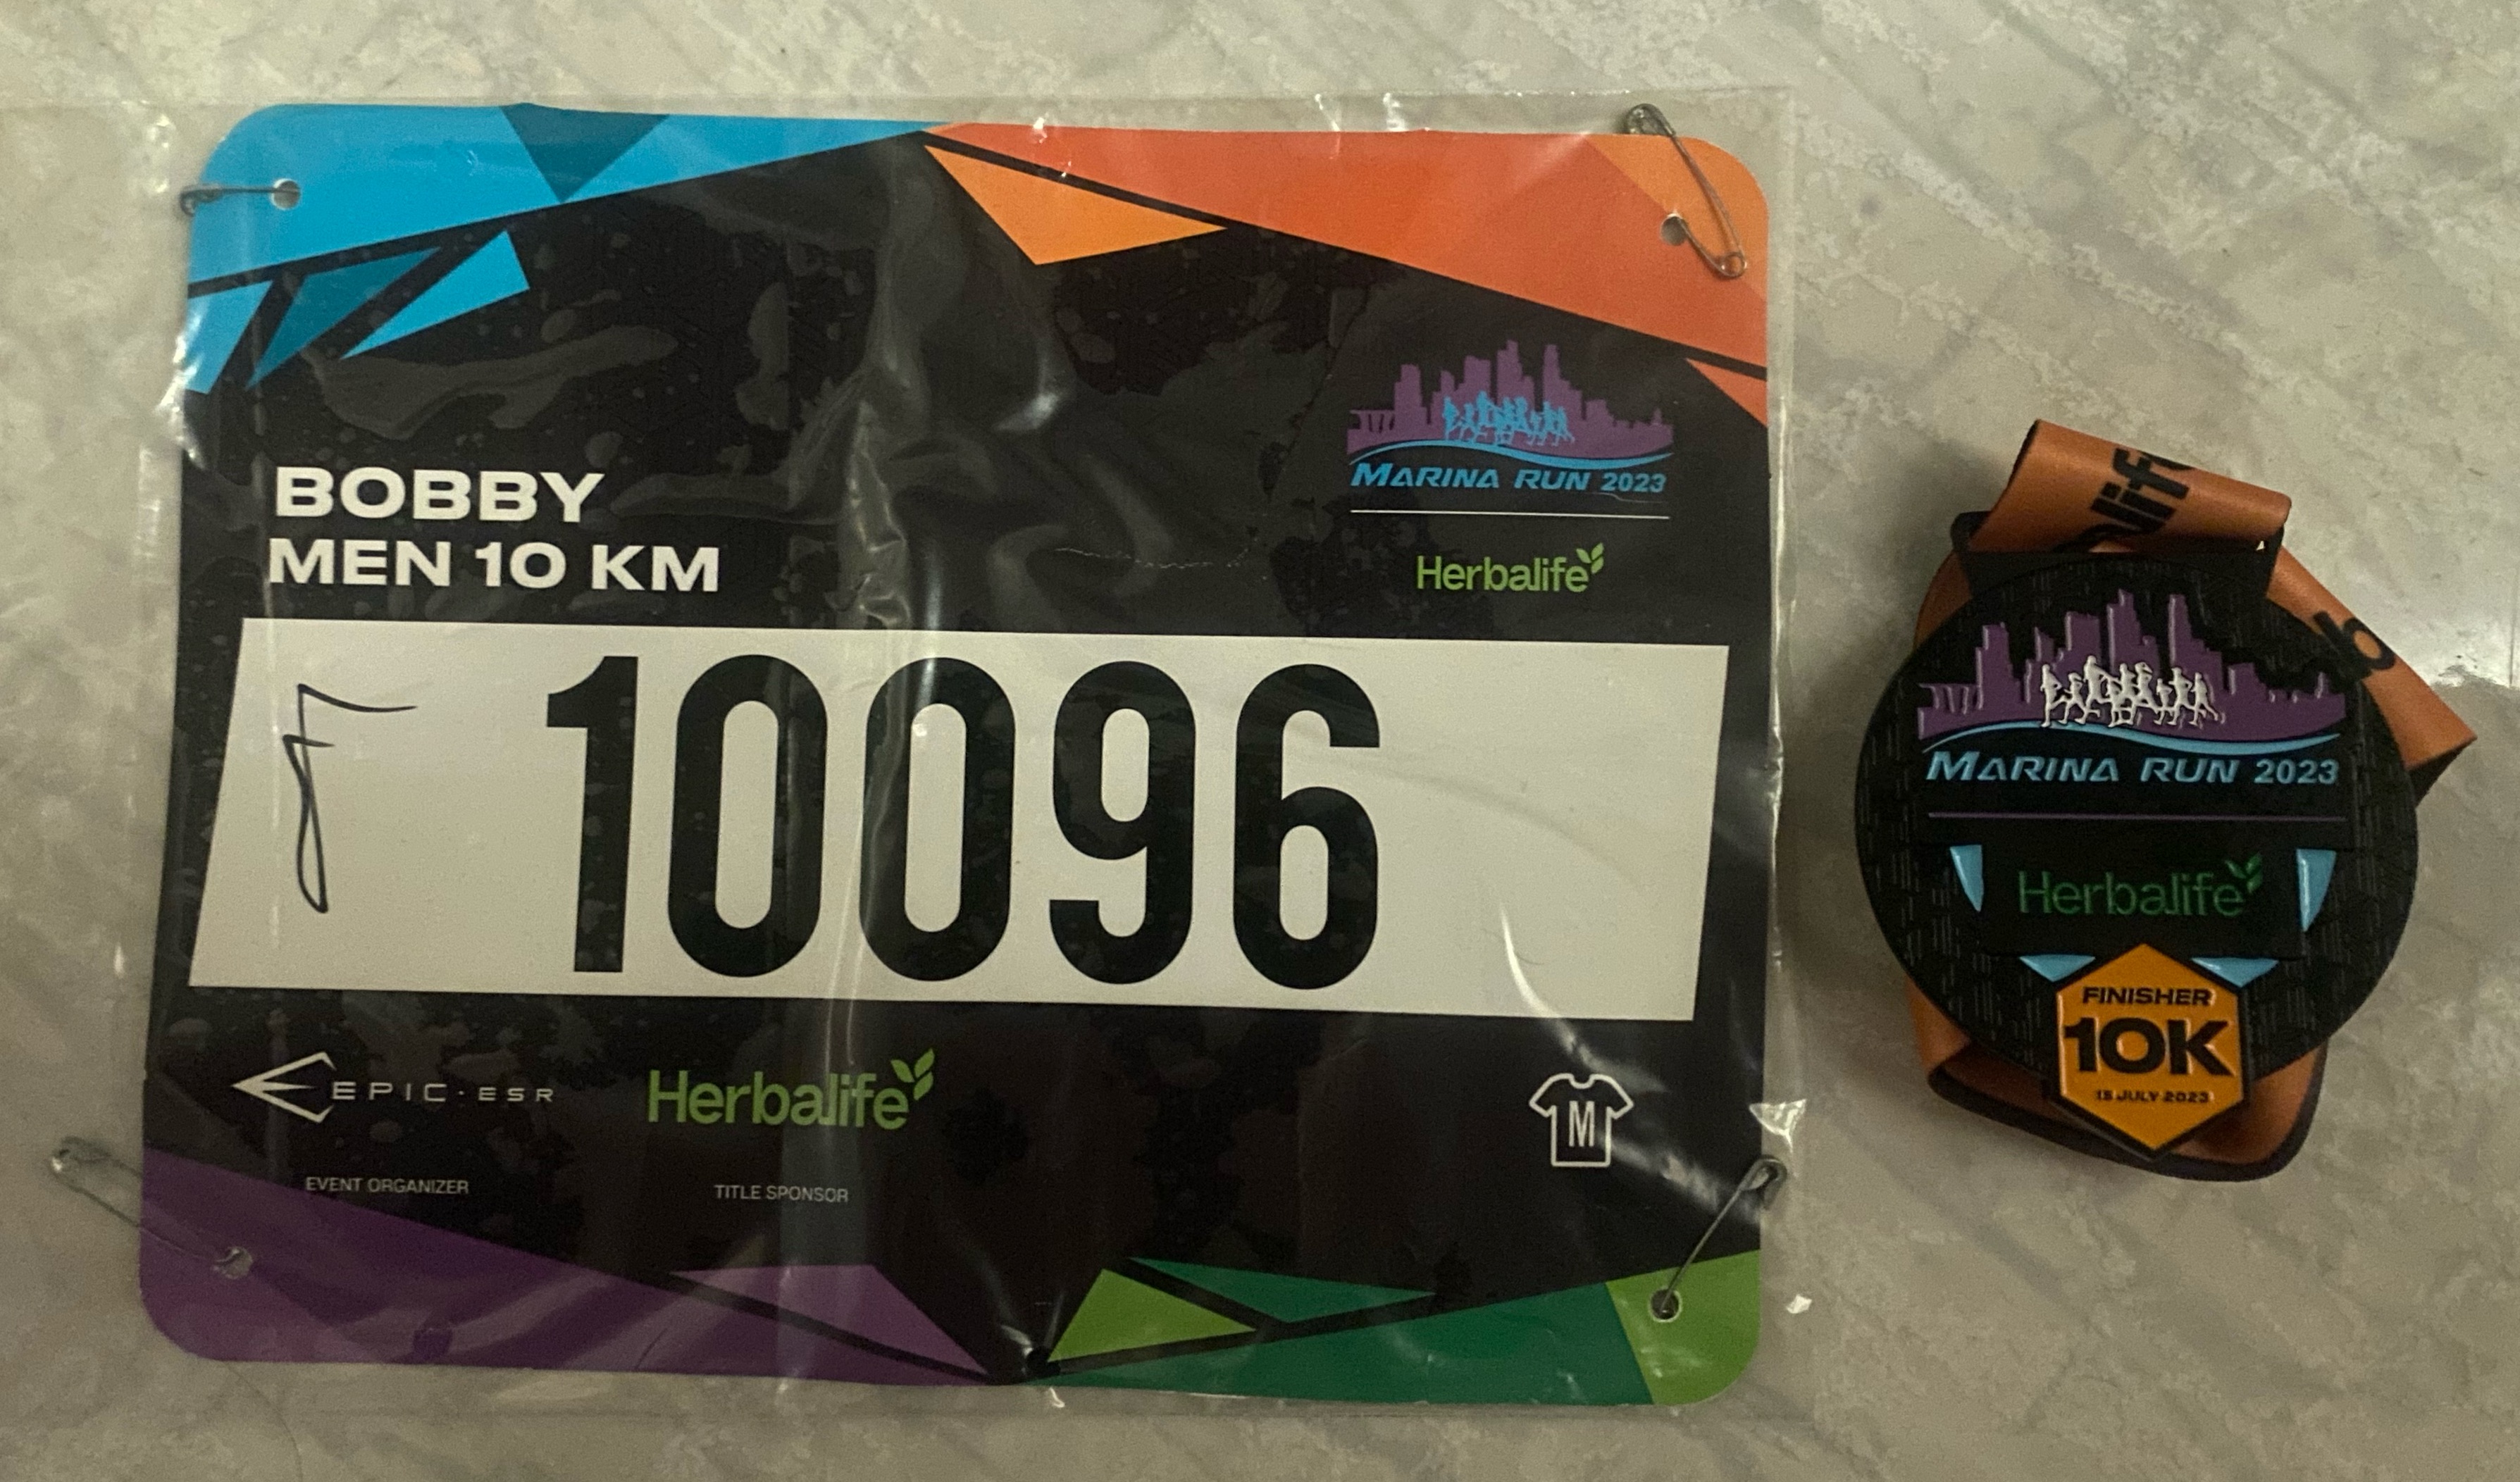 BOBBY
MEN 10 KM
MARINA RUN 2023
Herbalife
10096
EPIC·ESR
Herbalife
M
EVENT ORGANIZER
TITLE SPONSOR
MARINA RUN 2023
Herbalife
FINISHER
10K
JULY 2023